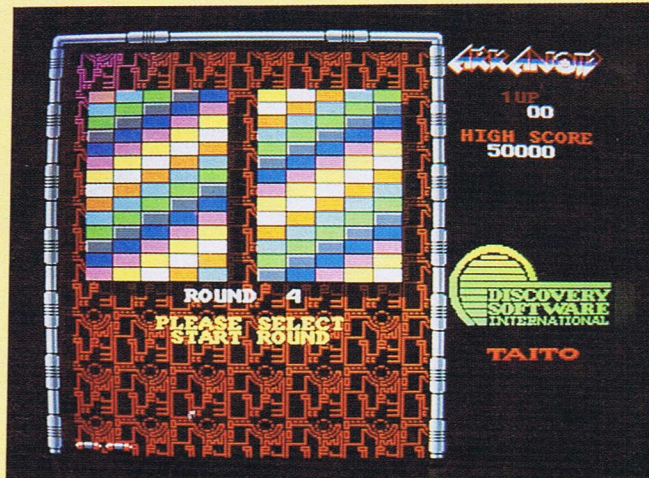 ARKANOID
1UP
00
HIGH SCORE
50000
ROUND 4
PLEASE SELECT
START ROUND
DISCOVERY
SOFTWARE
INTERNATIONAL
TAITO